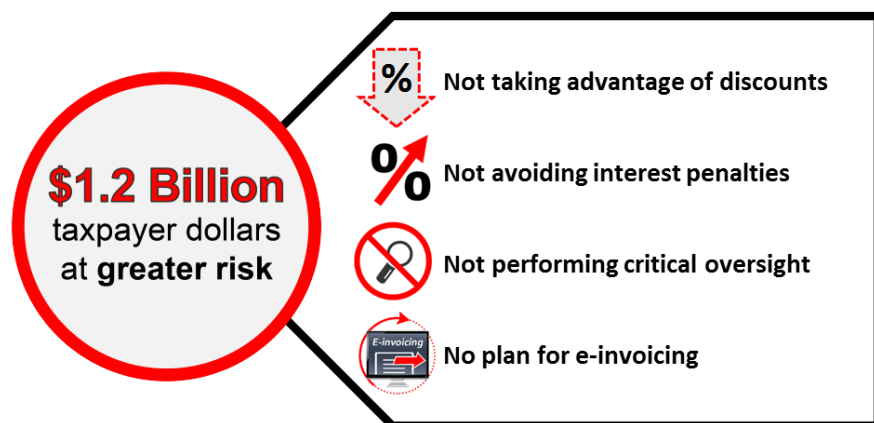 $1.2 Billion
taxpayer dollars
at greater risk
%
Not taking advantage of discounts
%
Not avoiding interest penalties
Not performing critical oversight
E-invoicing
No plan for e-invoicing